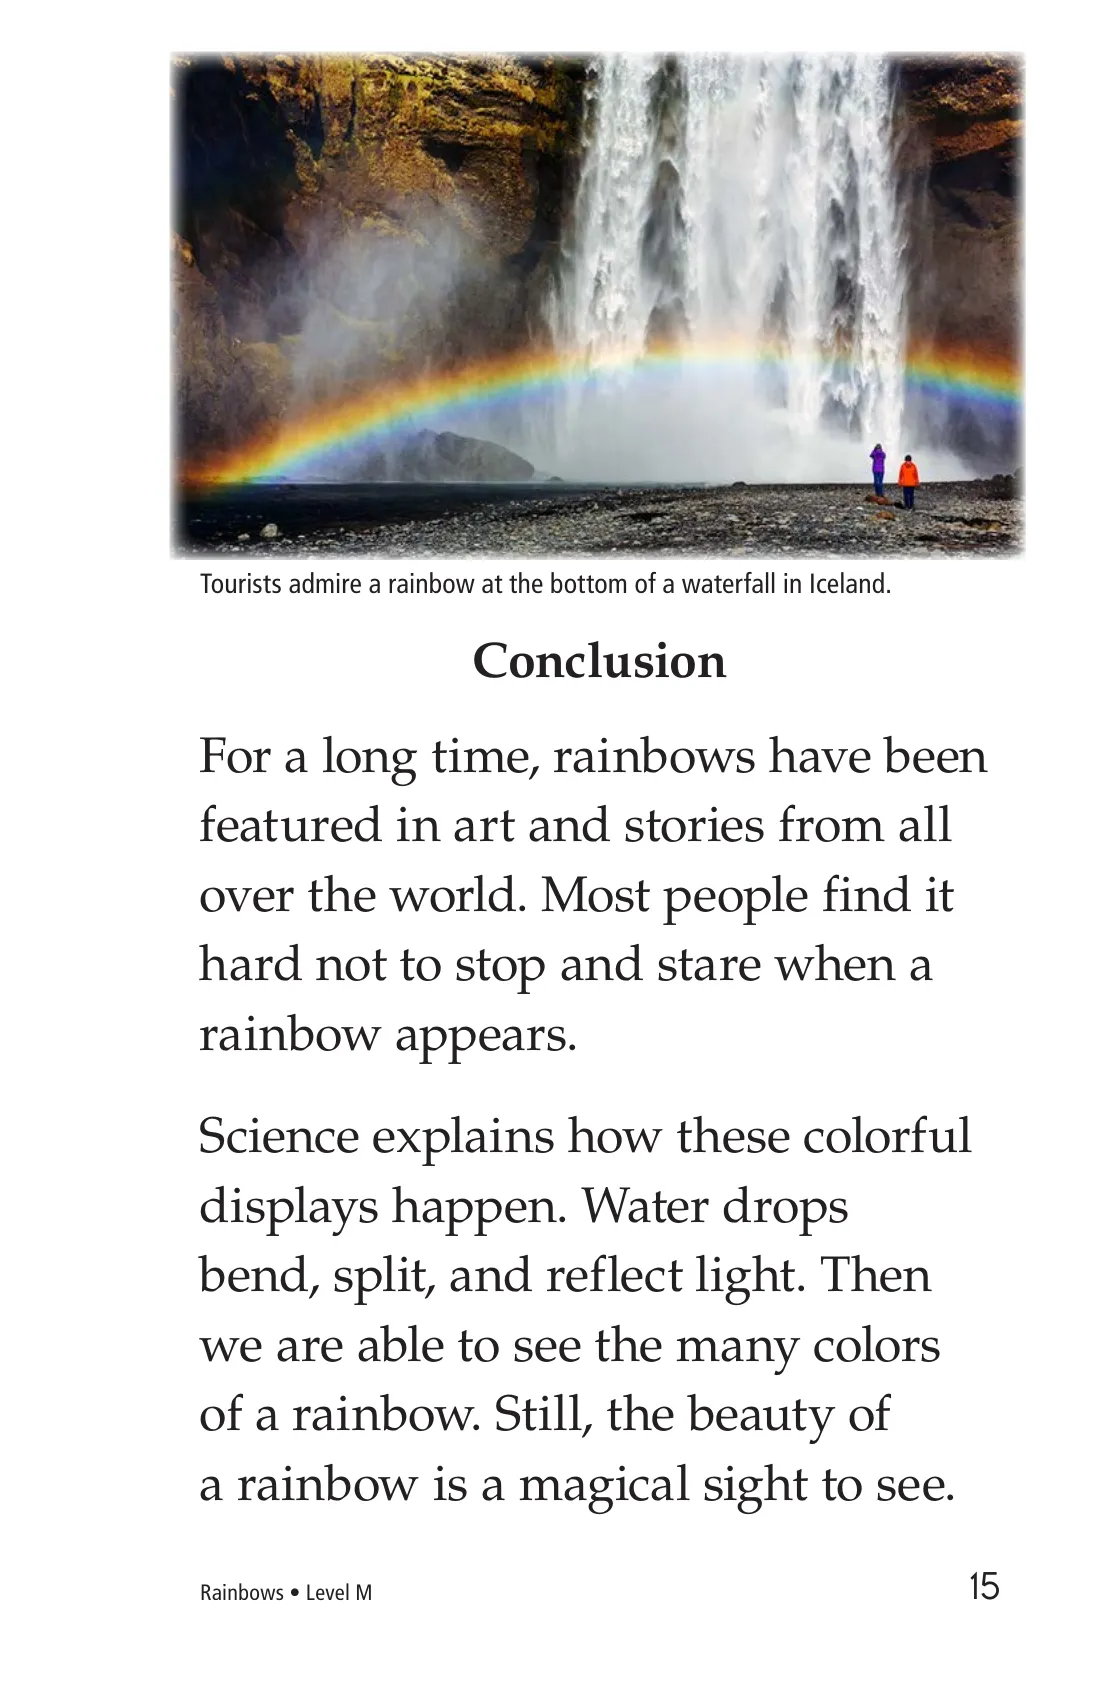 Tourists admire a rainbow at the bottom of a waterfall in Iceland.
Conclusion
For a long time, rainbows have been
featured in art and stories from all
over the world. Most people find it
hard not to stop and stare when a
rainbow appears.
Science explains how these colorful
displays happen. Water drops
bend, split, and reflect light. Then
we are able to see the many colors
of a rainbow. Still, the beauty of
a rainbow is a magical sight to see.
Rainbows • Level M
15